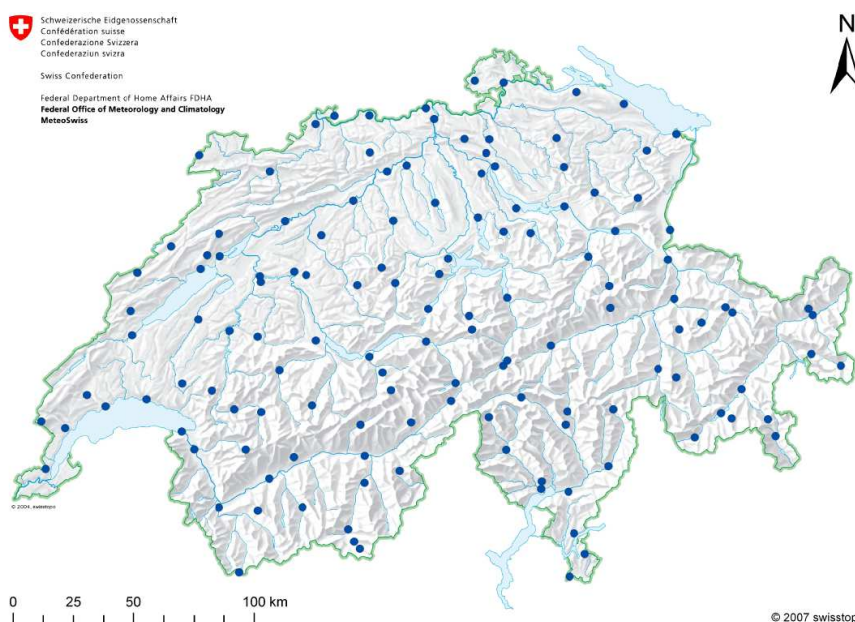 Schweizerische Eidgenossenschaft
Confédération suisse
Confederazione Svizzera
Confederaziun svizra
Swiss Confederation
Federal Department of Home Affairs FDHA
Federal Office of Meteorology and Climatology
MeteoSwiss
N
© 2004, swisstopo
0 25 50 100 km
© 2007 swisstop